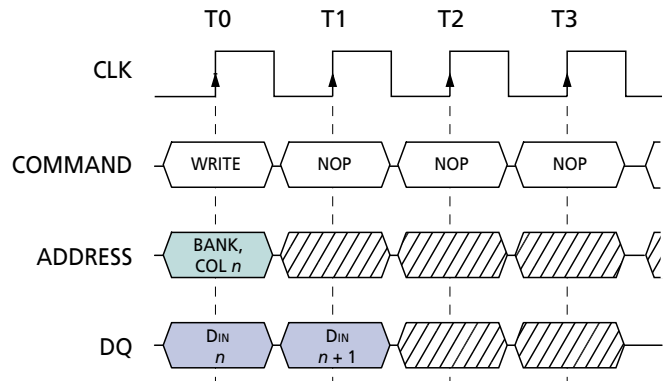 T0 T1 T2 T3
CLK
COMMAND WRITE NOP NOP NOP
ADDRESS BANK,
COL n
DQ DIN DIN
n n + 1